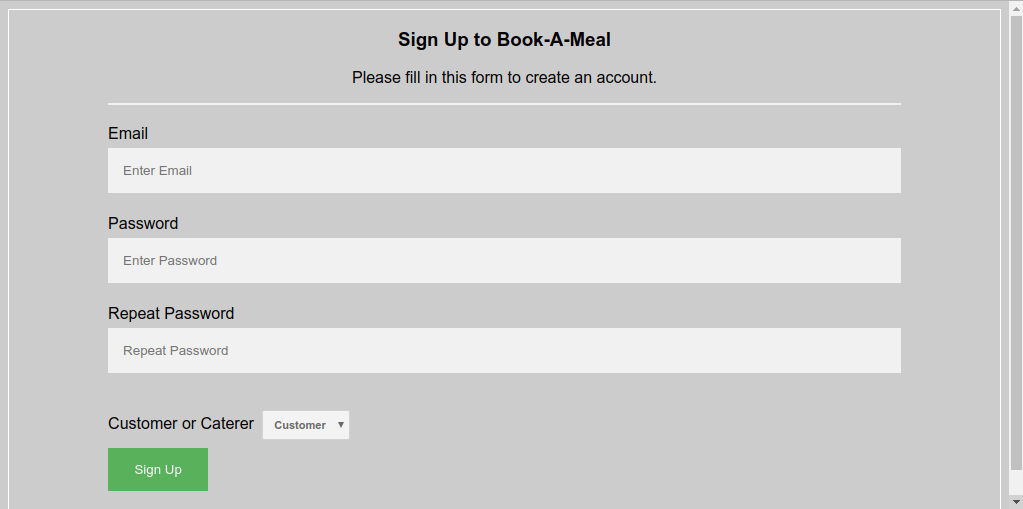 Sign Up to Book-A-Meal
Please fill in this form to create an account.
Email
Enter Email
Password
Enter Password
Repeat Password
Repeat Password
Customer or Caterer Customer
Sign Up